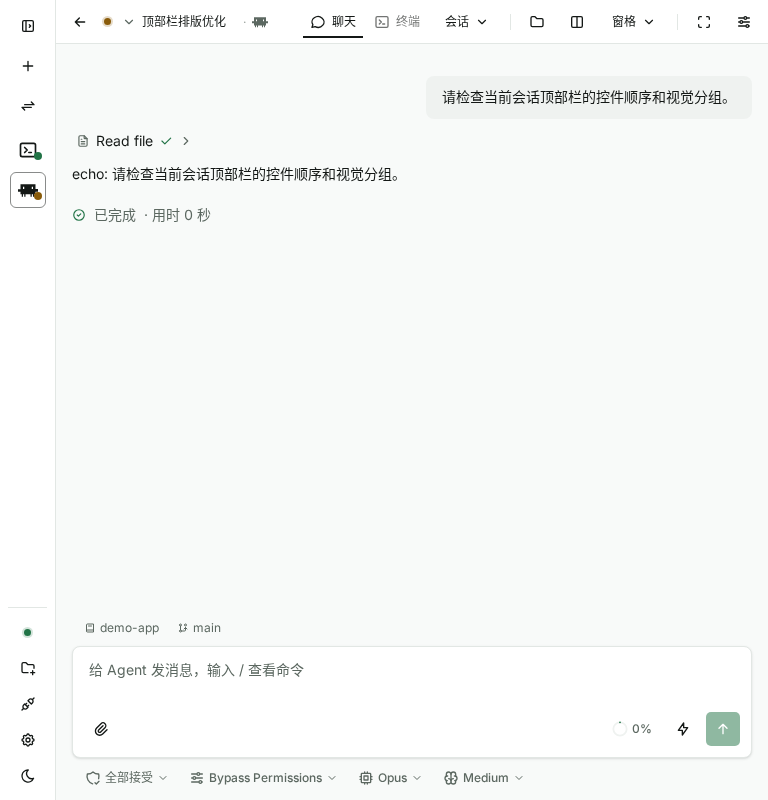 顶部栏排版优化 · 聊天 终端 会话 窗格
请检查当前会话顶部栏的控件顺序和视觉分组。
Read file
echo: 请检查当前会话顶部栏的控件顺序和视觉分组。
已完成 · 用时 0 秒
demo-app main
给 Agent 发消息，输入 / 查看命令
0%
全部接受 Bypass Permissions Opus Medium